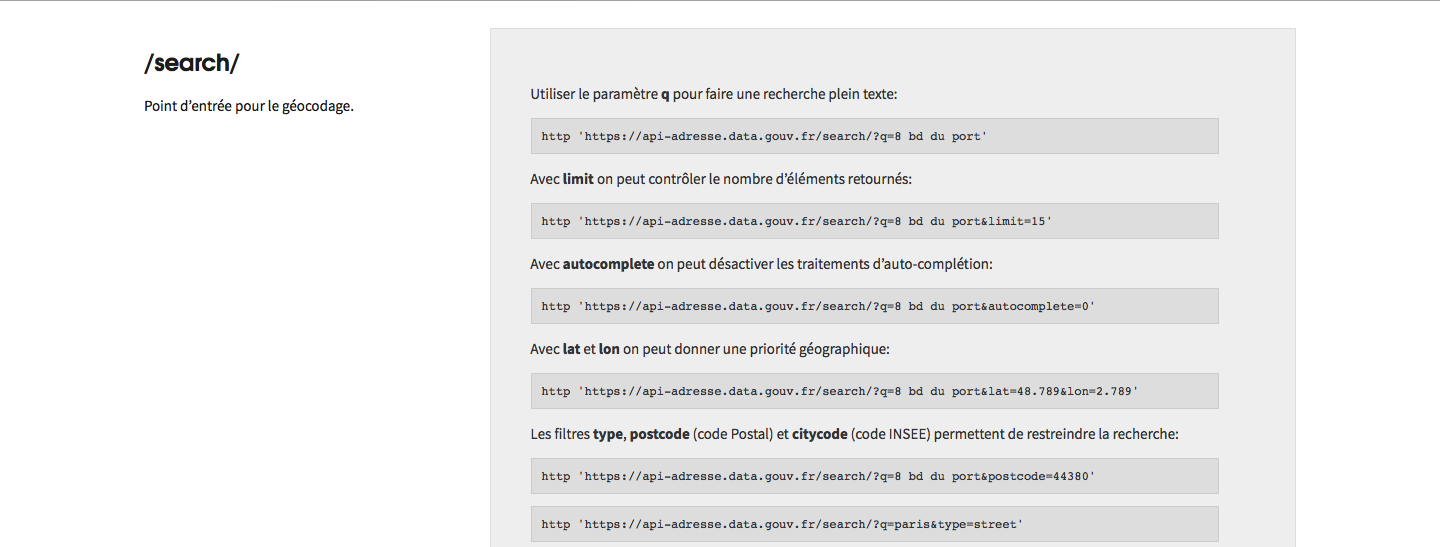 /search/
Point d’entrée pour le géocodage.
Utiliser le paramètre q pour faire une recherche plein texte:
http 'https://api-adresse.data.gouv.fr/search/?q=8 bd du port'
Avec limit on peut contrôler le nombre d’éléments retournés:
http 'https://api-adresse.data.gouv.fr/search/?q=8 bd du port&limit=15'
Avec autocomplete on peut désactiver les traitements d’auto-complétion:
http 'https://api-adresse.data.gouv.fr/search/?q=8 bd du port&autocomplete=0'
Avec lat et lon on peut donner une priorité géographique:
http 'https://api-adresse.data.gouv.fr/search/?q=8 bd du port&lat=48.789&lon=2.789'
Les filtres type, postcode (code Postal) et citycode (code INSEE) permettent de restreindre la recherche:
http 'https://api-adresse.data.gouv.fr/search/?q=8 bd du port&postcode=44380'
http 'https://api-adresse.data.gouv.fr/search/?q=paris&type=street'